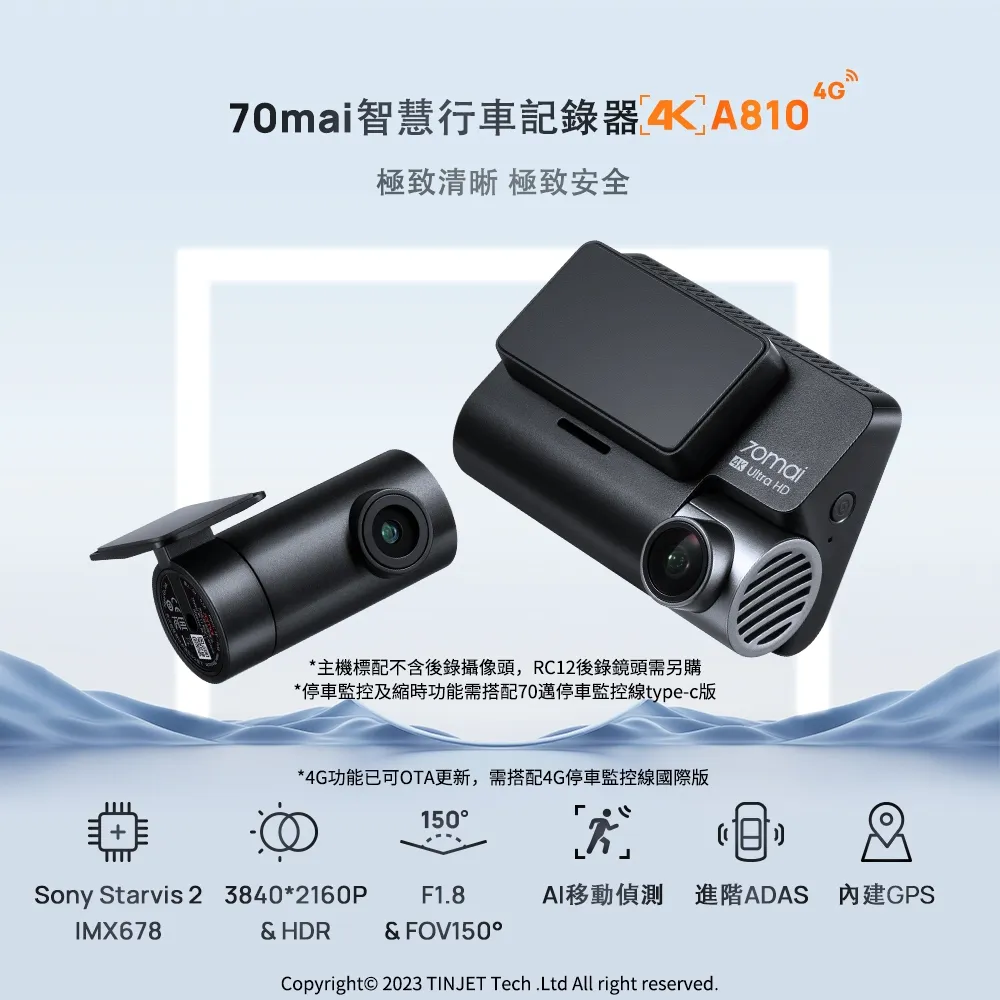 70mai智慧行車記錄器 4K A810 4G
極致清晰 極致安全
70mai
4K Ultra HD
*主機標配不含後錄攝像頭，RC12後錄鏡頭需另購
*停車監控及縮時功能需搭配70邁停車監控線type-c版
*4G功能已可OTA更新，需搭配4G停車監控線國際版
150°
Sony Starvis 2
IMX678
3840*2160P
& HDR
F1.8
& FOV150°
AI移動偵測
進階ADAS
內建GPS
Copyright© 2023 TINJET Tech .Ltd All right reserved.